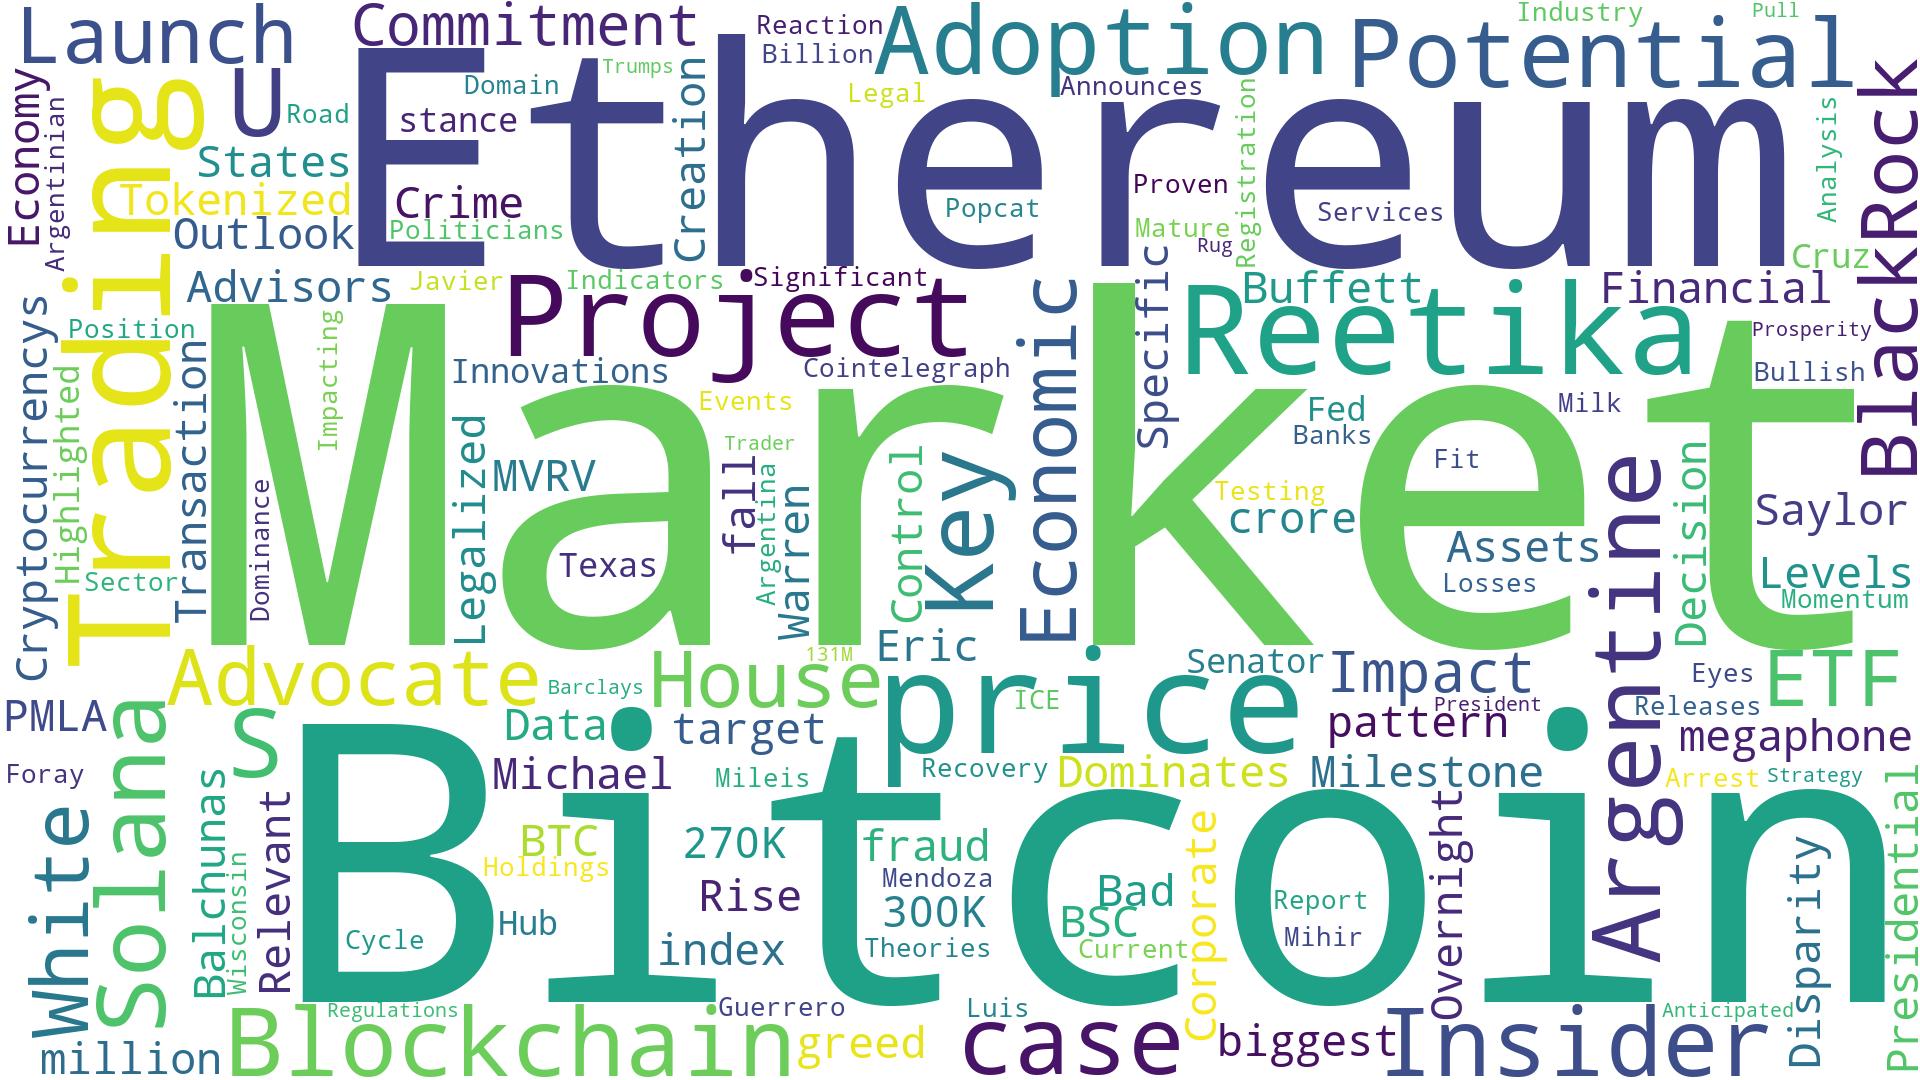 Launch
Commitment
Reaction
Billion
Adoption
Potential
Industry
Pull
Economy
Argentinian
Trading
U
Road
Ethereum
Trumps
Domain
stance
Creation
Legal
Announces
Registration
Analysis
BlackRock
States
Tokenized
Outlook
Crime
Politicians
Popcat
Proven
Mature
Rug
Services
Cruz
Advisors
Javier
Indicators
Significant
Project
Specific
Buffett
Reetika
Financial
Cryptocurrencys
Position
Highlighted
Transaction
Impacting
Market
Innovations
Cointelegraph
Economic
Prosperity
Bullish
Events
Milk
Fed
Banks
Trader
Legalized
MVRV
fall
Argentina
Warren
Control
Key
Fit
Testing
crore
Argentine
Decision
Saylor
Dominance
Texas
Assets
Losses
Levels
Momentum
Sector
Eric
131M
Advocate
Barclays
House
price
ICE
Senator
Impact
President
pattern
Eyes
Releases
ETF
megaphone
PMLA
Solana
S
Data
target
Foray
Michael
Mileis
Recovery
Dominates
Milestone
Arrest
Strategy
White
Balchunas
Wisconsin
Relevant
Bitcoin
BTC
Holdings
270K
fraud
Corporate
Overnight
Disparity
Presidential
Mendoza
Rise
300K
Bad
BSC
Report
Hub
Cycle
index
Theories
Current
Mihir
Regulations
Guerrero
Luis
Anticipated
million
Blockchain
greed
case
biggest
Insider